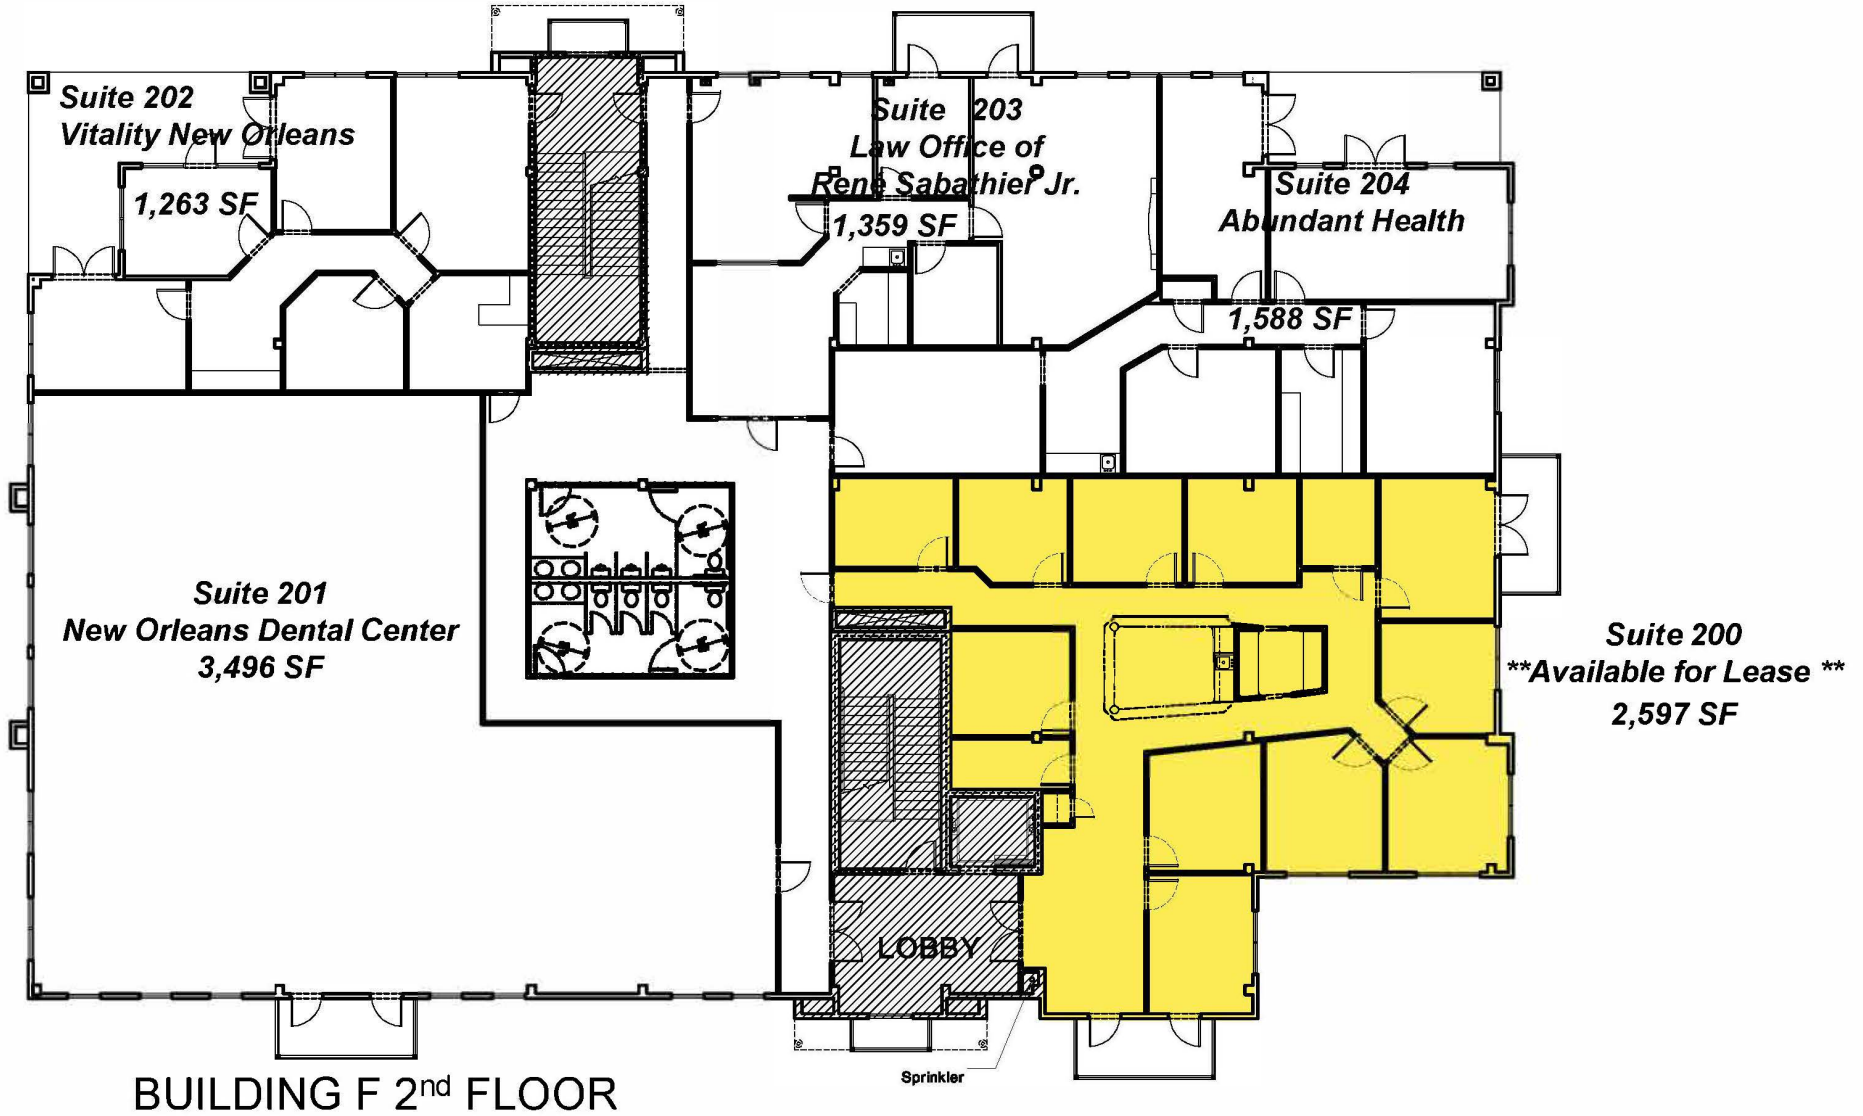 Suite 202
Vitality New Orleans
1,263 SF
Suite 203
Law Office of
René Sabathier Jr.
1,359 SF
Suite 204
Abundant Health
1,588 SF
Suite 201
New Orleans Dental Center
3,496 SF
Suite 200
**Available for Lease **
2,597 SF
LOBBY
Sprinkler
BUILDING F 2nd FLOOR